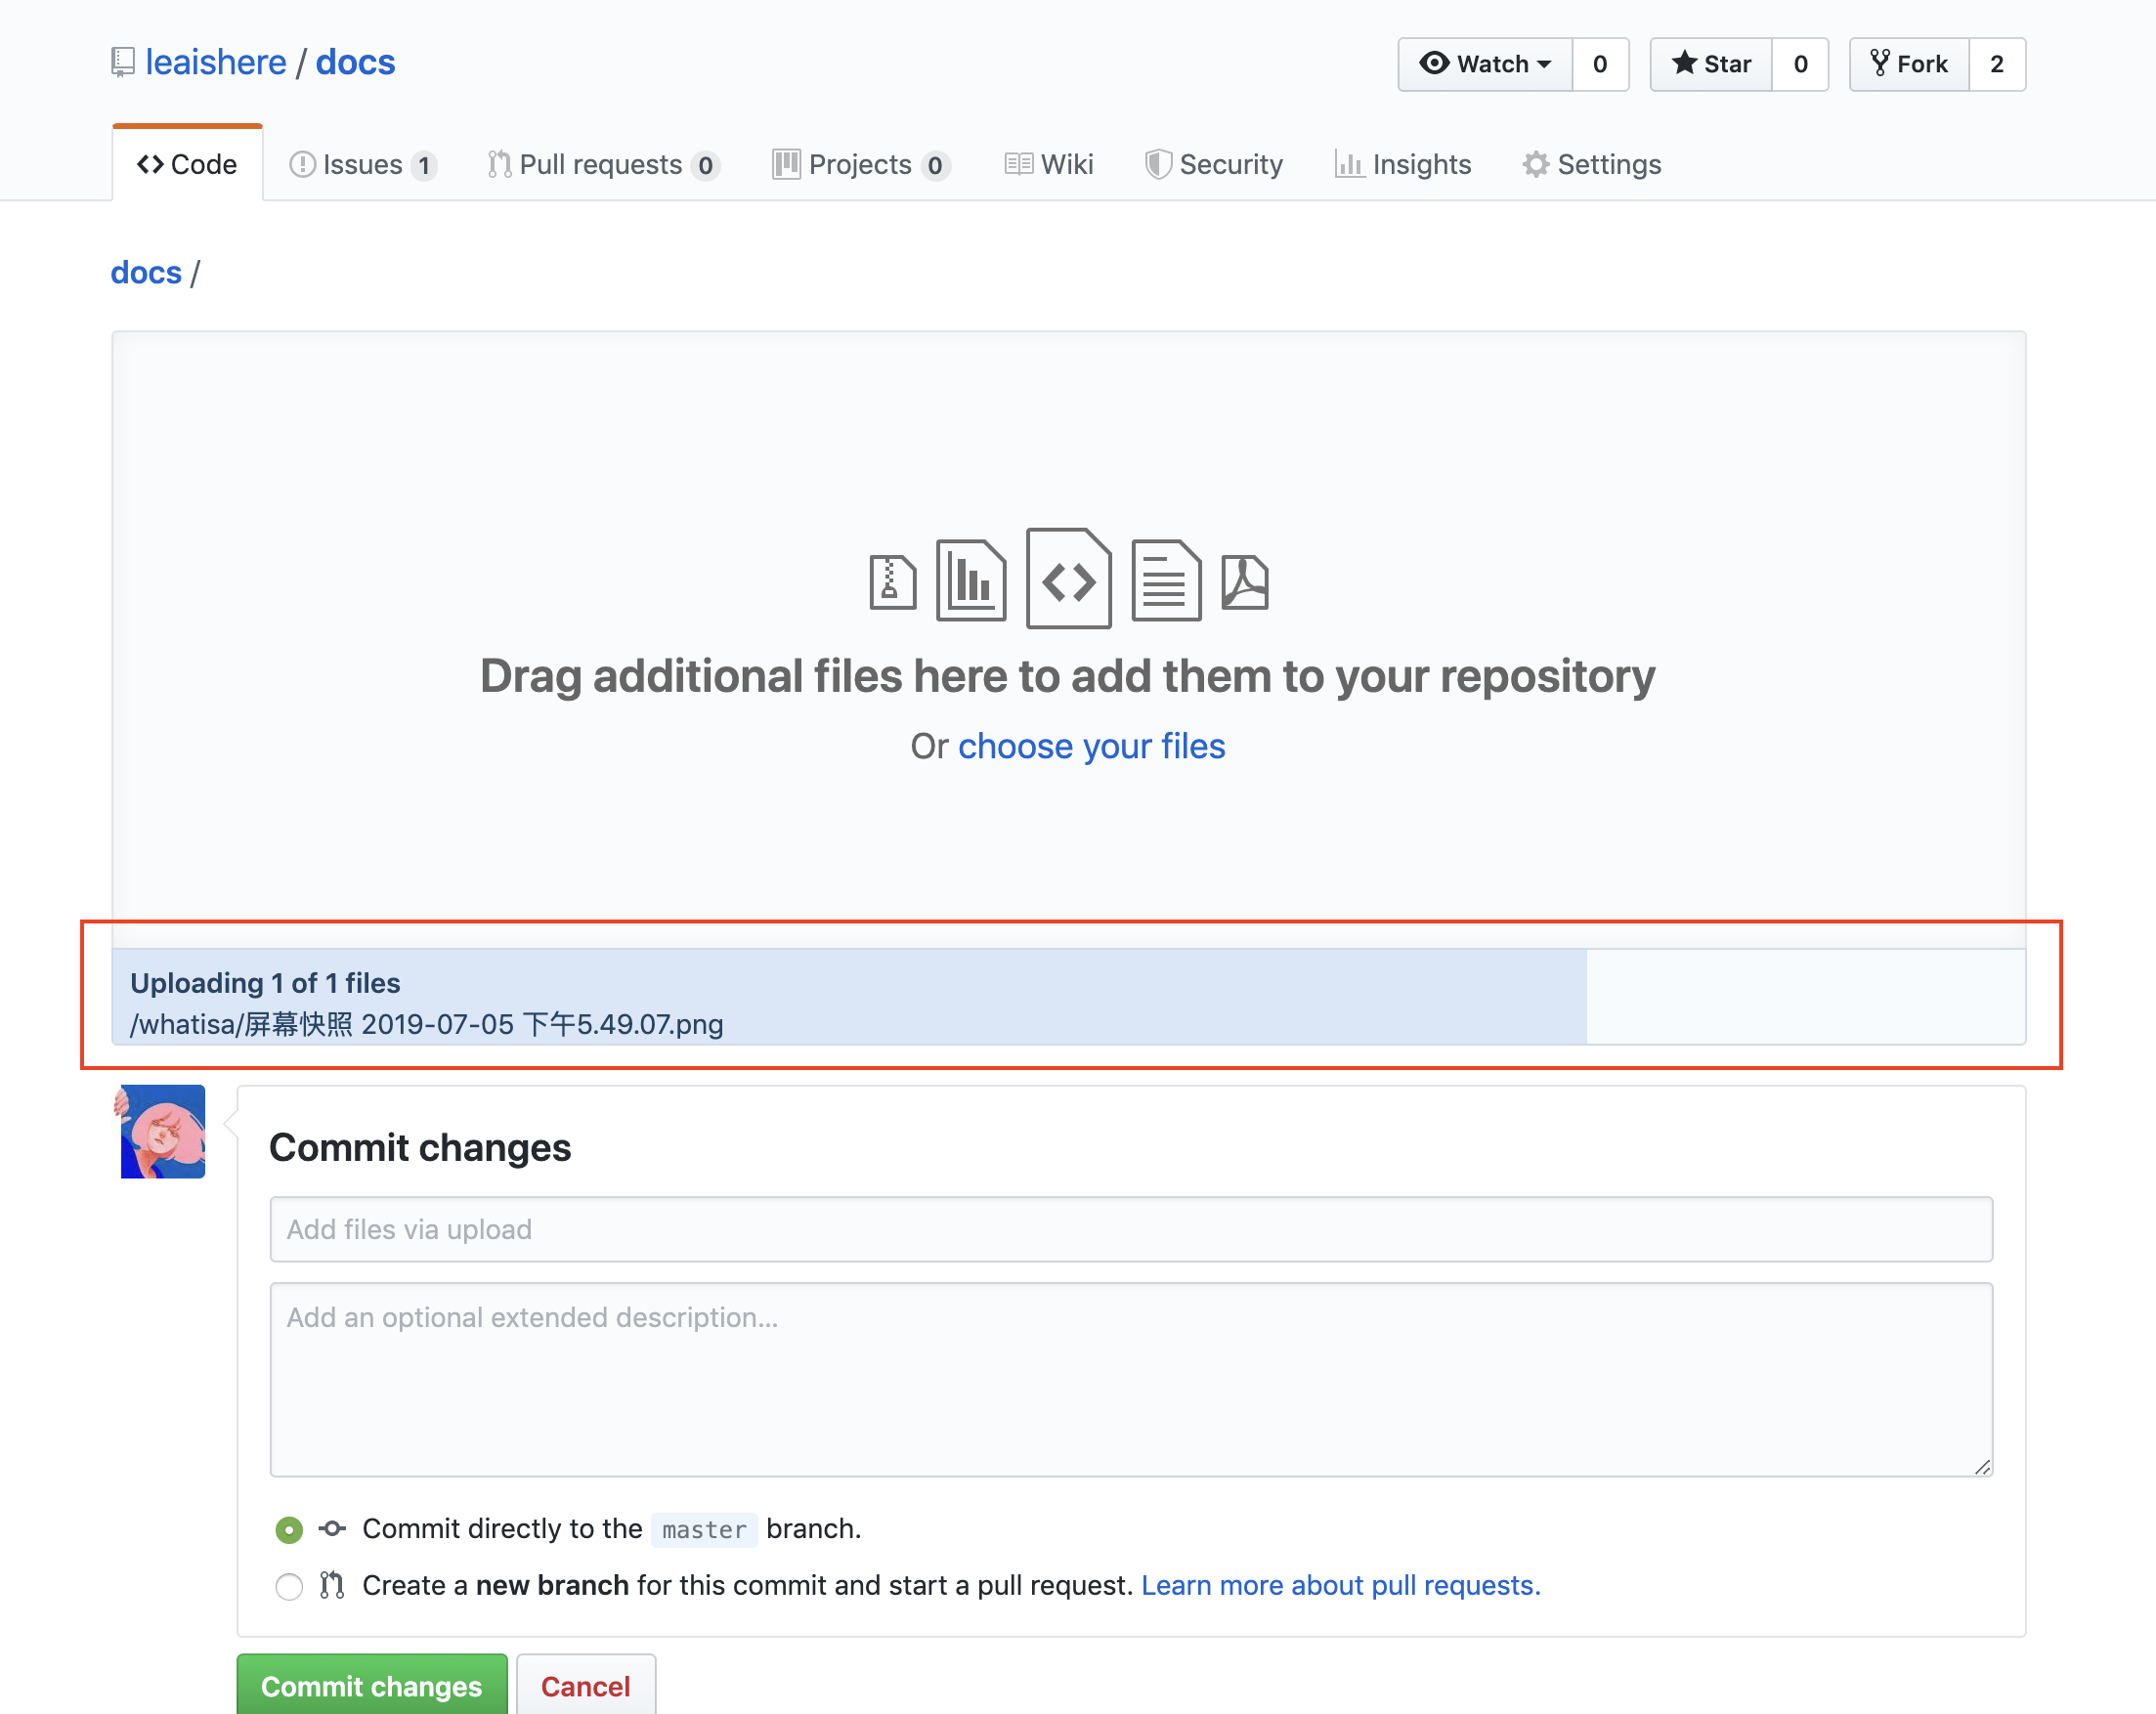 leaishere / docs
Watch 0
Star 0
Fork 2
Code
Issues 1
Pull requests 0
Projects 0
Wiki
Security
Insights
Settings
docs /
Drag additional files here to add them to your repository
Or choose your files
Uploading 1 of 1 files
/whatisa/屏幕快照 2019-07-05 下午5.49.07.png
Commit changes
Add files via upload
Add an optional extended description...
Commit directly to the master branch.
Create a new branch for this commit and start a pull request. Learn more about pull requests.
Commit changes
Cancel